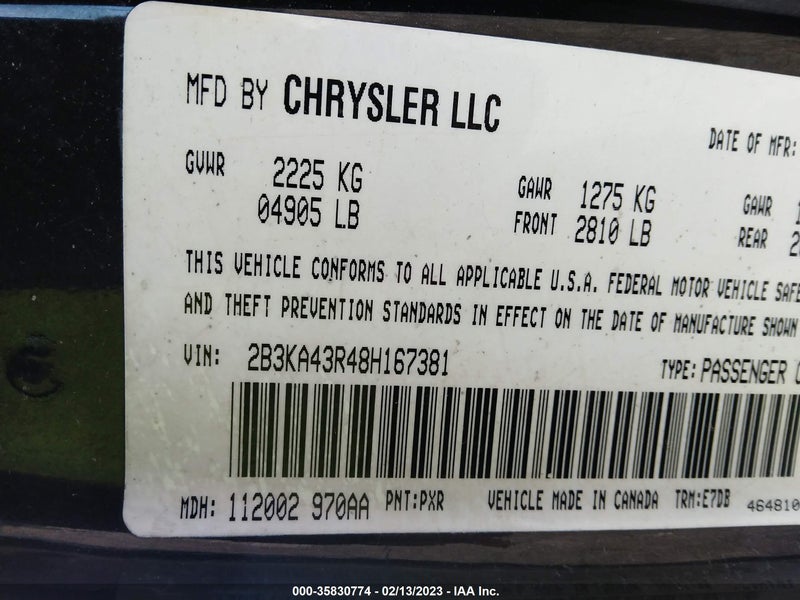 MFD BY CHRYSLER LLC
DATE OF MFR:
GVWR 2225 KG GAWR 1275 KG GAWR
04905 LB FRONT 2810 LB REAR
THIS VEHICLE CONFORMS TO ALL APPLICABLE U.S.A. FEDERAL MOTOR VEHICLE SAFE
AND THEFT PREVENTION STANDARDS IN EFFECT ON THE DATE OF MANUFACTURE SHOWN
VIN: 2B3KA43R48H167381 TYPE: PASSENGER
MDH: 112002 970AA PNT:PXR VEHICLE MADE IN CANADA TRM:E7DB 464810
000-35830774 - 02/13/2023 - IAA Inc.